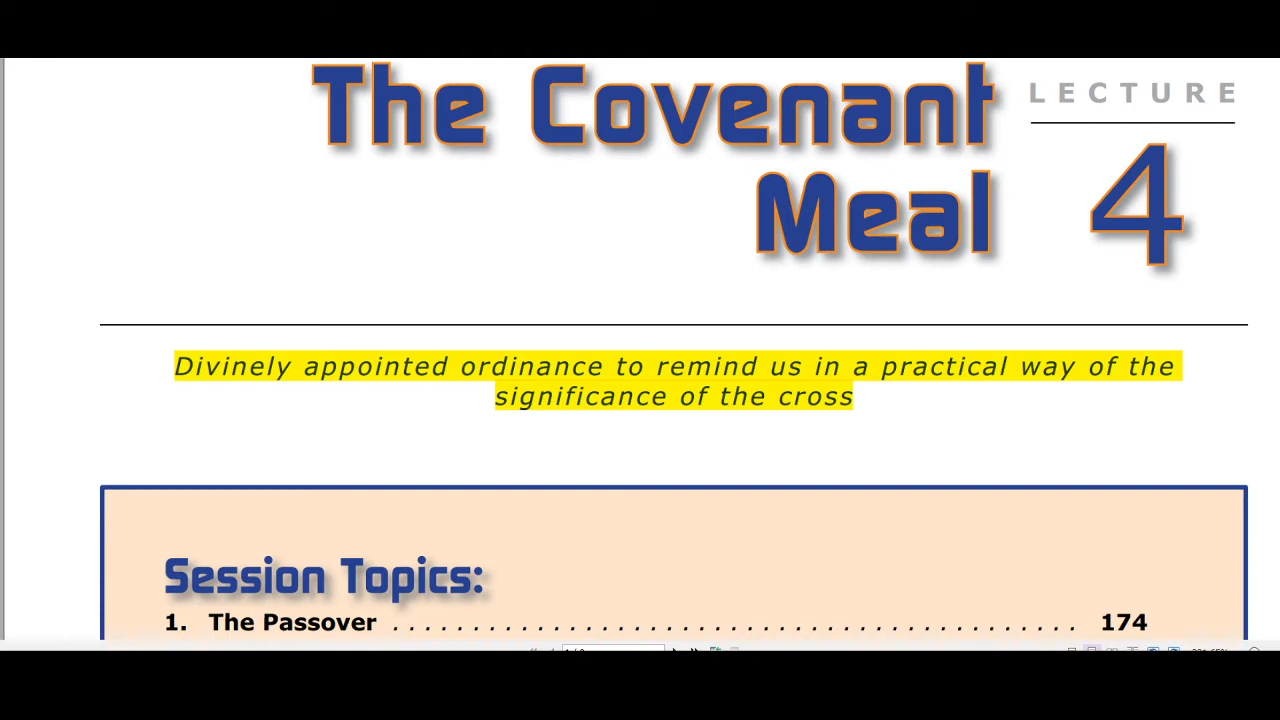 The Covenant
Meal
LECTURE
4
Divinely appointed ordinance to remind us in a practical way of the
significance of the cross
Session Topics:
1. The Passover . . . . . . . . . . . . . . . . . . . . . . . . . . . . . . . . . . . . . . . . . . . 174